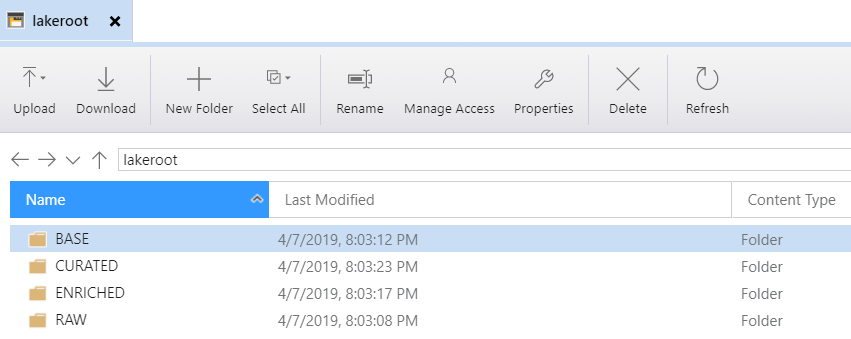 lakeroot
Upload Download New Folder Select All Rename Manage Access Properties Delete Refresh
lakeroot
Name Last Modified Content Type
BASE 4/7/2019, 8:03:12 PM Folder
CURATED 4/7/2019, 8:03:23 PM Folder
ENRICHED 4/7/2019, 8:03:17 PM Folder
RAW 4/7/2019, 8:03:08 PM Folder